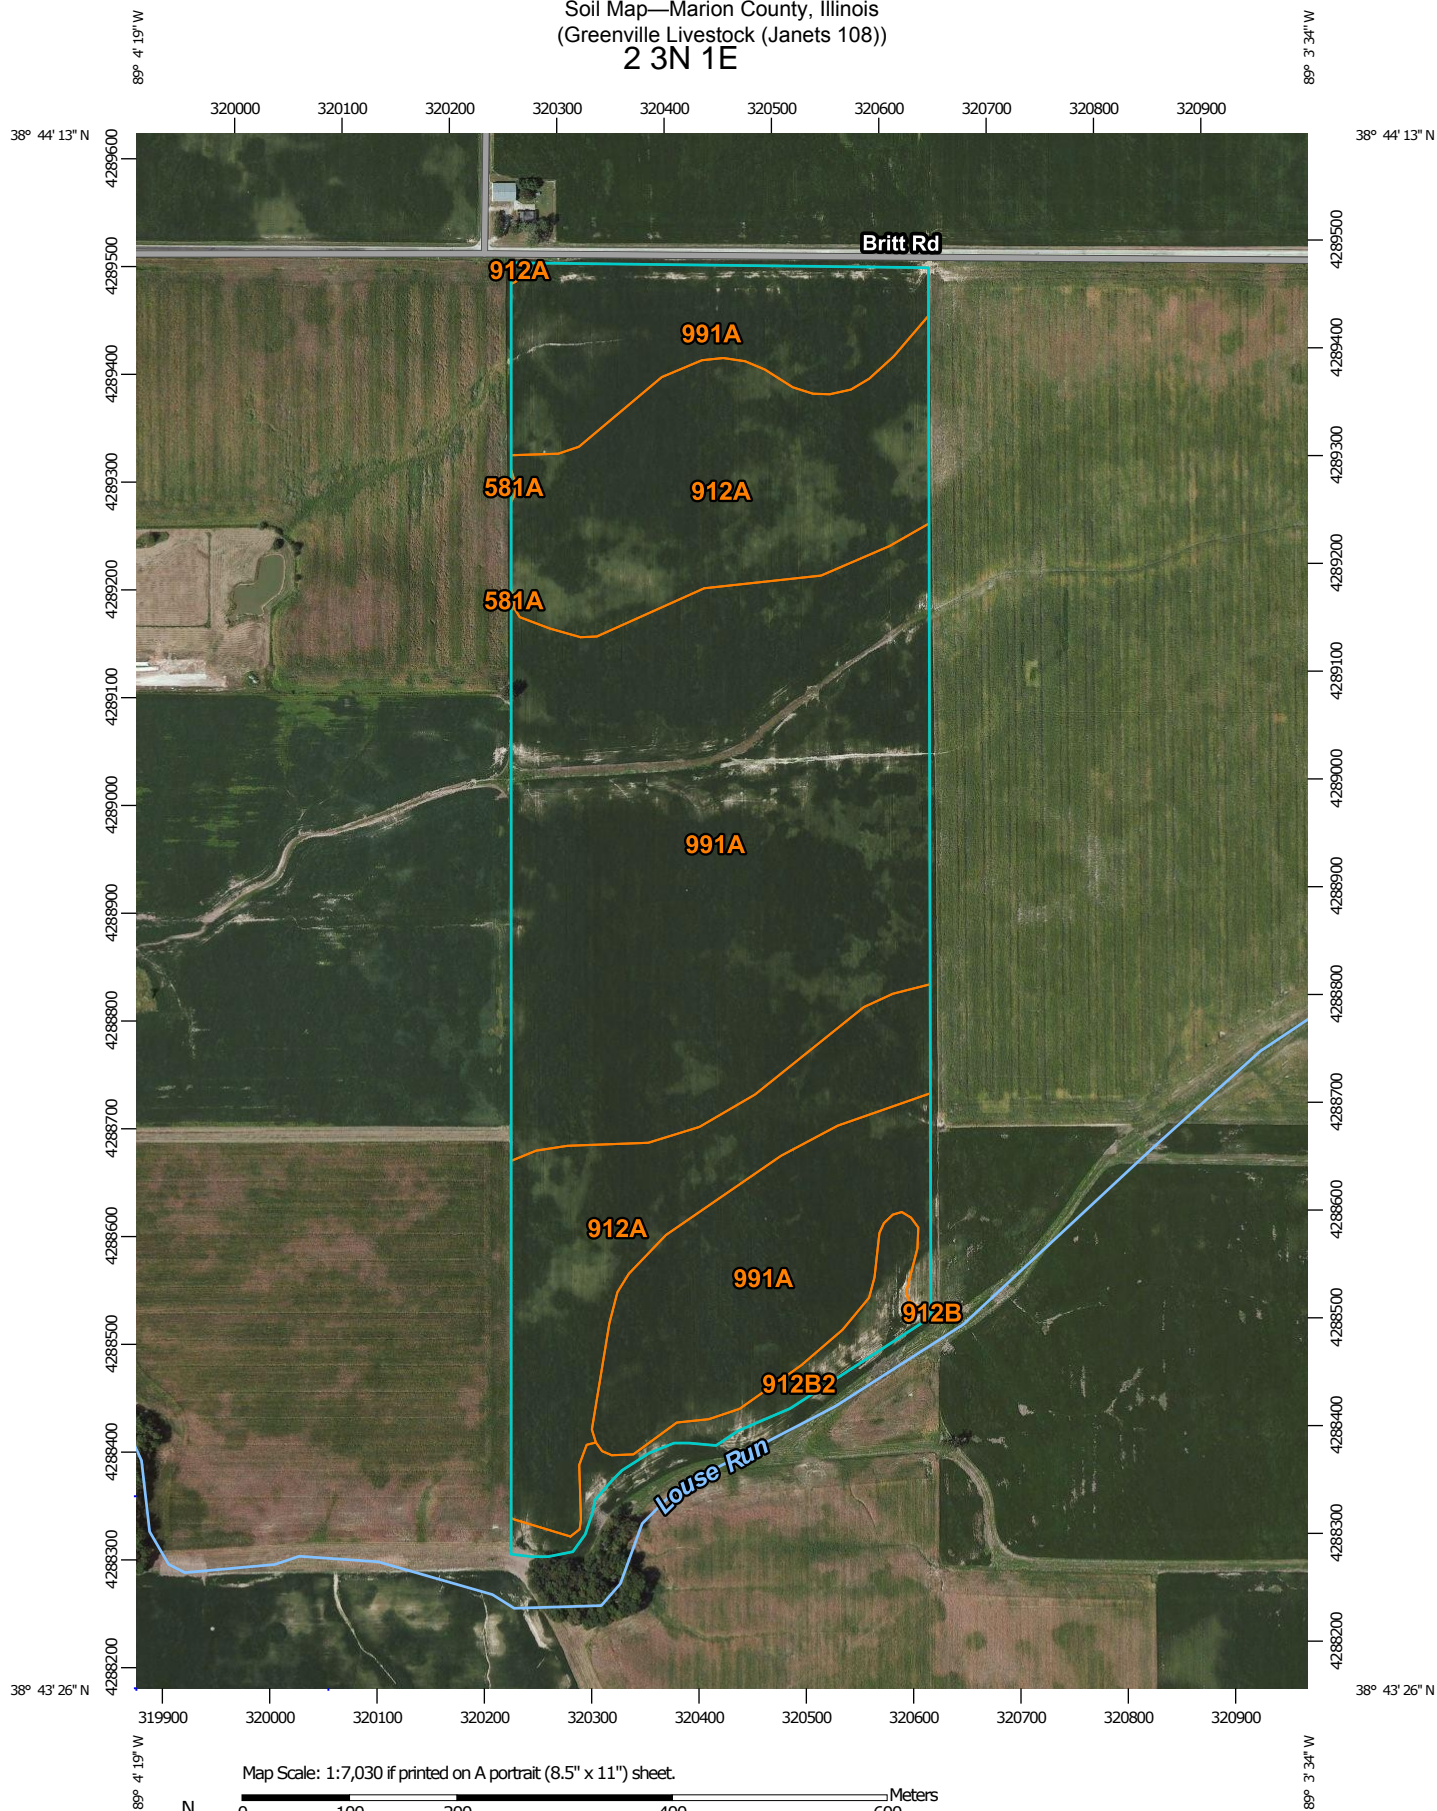 Soil Map—Marion County, Illinois
(Greenville Livestock (Janets 108))
2 3N 1E
89° 4' 19" W
89° 3' 34" W
320000 320100 320200 320300 320400 320500 320600 320700 320800 320900
38° 44' 13" N
38° 44' 13" N
4289600
4289500
4289400
4289300
4289200
4289100
4289000
4288900
4288800
4288700
4288600
4288500
4288400
4288300
4288200
Britt Rd
912A
991A
581A
912A
581A
991A
912A
991A
912B
912B2
Louse Run
4289500
4289400
4289300
4289200
4289100
4289000
4288900
4288800
4288700
4288600
4288500
4288400
4288300
4288200
38° 43' 26" N
38° 43' 26" N
319900 320000 320100 320200 320300 320400 320500 320600 320700 320800 320900
89° 4' 19" W
89° 3' 34" W
Map Scale: 1:7,030 if printed on A portrait (8.5" x 11") sheet.
Meters
N
0 100 200 400 600